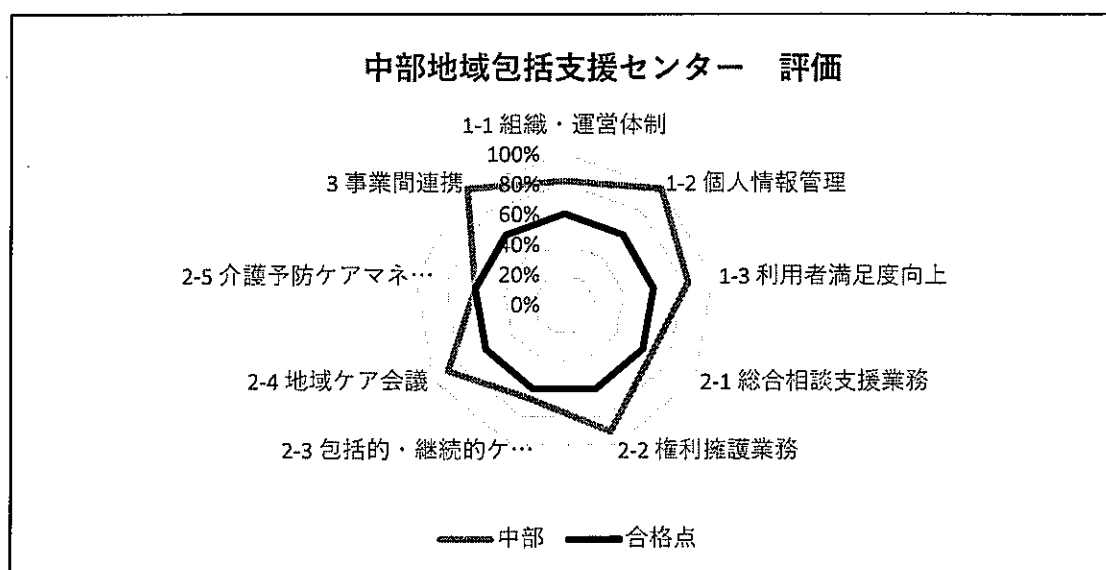 中部地域包括支援センター　評価
1-1 組織・運営体制
100%
80%
60%
40%
20%
0%
1-2 個人情報管理
1-3 利用者満足度向上
2-1 総合相談支援業務
2-2 権利擁護業務
2-3 包括的・継続的ケ…
2-4 地域ケア会議
2-5 介護予防ケアマネ…
3 事業間連携
中部
合格点